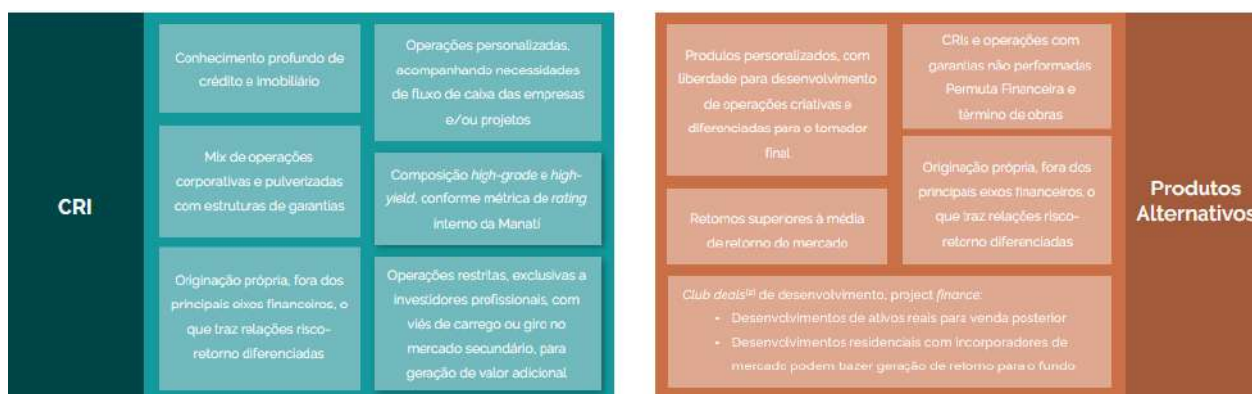 CRI
Conhecimento profundo de
crédito e imobiliário
Mix de operações
corporativas e pulverizadas
com estruturas de garantias
Originação própria, fora dos
principais eixos financeiros, o
que traz relações risco-
retorno diferenciadas
Operações personalizadas,
acompanhando necessidades
de fluxo de caixa das empresas
e/ou projetos
Composição high-grade e high-
yield, conforme métrica de rating
interno da Manatí
Operações restritas, exclusivas a
investidores profissionais, com
viés de carrego ou giro no
mercado secundário, para
geração de valor adicional
Produtos personalizados, com
liberdade para desenvolvimento
de operações criativas e
diferenciadas para o tomador
final.
Retornos superiores à média
de retorno do mercado
CRIs e operações com
garantias não performadas
Permuta Financeira e
término de obras
Originação própria, fora dos
principais eixos financeiros, o
que traz relações risco-
retorno diferenciadas
Club deals(2) de desenvolvimento, project finance:
• Desenvolvimentos de ativos reais para venda posterior
• Desenvolvimentos residenciais com incorporadores de
mercado podem trazer geração de retorno para o fundo
Produtos
Alternativos